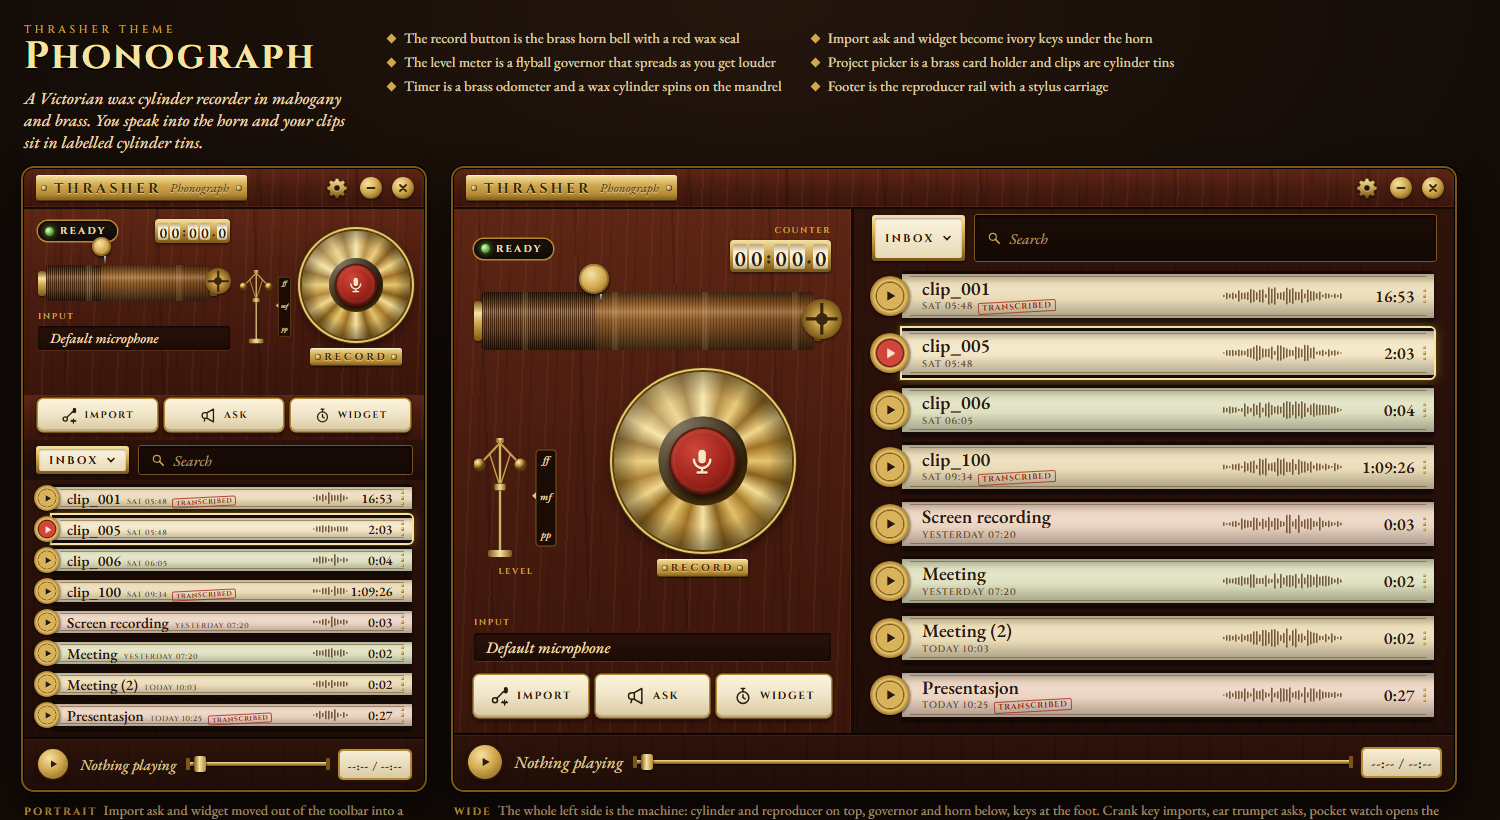 THRASHER THEME
PHONOGRAPH
A Victorian wax cylinder recorder in mahogany
and brass. You speak into the horn and your clips
sit in labelled cylinder tins.
The record button is the brass horn bell with a red wax seal
The level meter is a flyball governor that spreads as you get louder
Timer is a brass odometer and a wax cylinder spins on the mandrel
Import ask and widget become ivory keys under the horn
Project picker is a brass card holder and clips are cylinder tins
Footer is the reproducer rail with a stylus carriage
THRASHER Phonograph
READY
00:00.0
ff
mf
pp
INPUT
Default microphone
RECORD
IMPORT
ASK
WIDGET
INBOX
Search
clip_001 SAT 05:48 TRANSCRIBED 16:53
clip_005 SAT 05:48 2:03
clip_006 SAT 06:05 0:04
clip_100 SAT 09:34 TRANSCRIBED 1:09:26
Screen recording YESTERDAY 07:20 0:03
Meeting YESTERDAY 07:20 0:02
Meeting (2) TODAY 10:03 0:02
Presentasjon TODAY 10:25 TRANSCRIBED 0:27
Nothing playing
--:-- / --:--
PORTRAIT Import ask and widget moved out of the toolbar into a
THRASHER Phonograph
READY
COUNTER
00:00.0
ff
mf
pp
LEVEL
RECORD
INPUT
Default microphone
IMPORT
ASK
WIDGET
INBOX
Search
clip_001
SAT 05:48 TRANSCRIBED
16:53
clip_005
SAT 05:48
2:03
clip_006
SAT 06:05
0:04
clip_100
SAT 09:34 TRANSCRIBED
1:09:26
Screen recording
YESTERDAY 07:20
0:03
Meeting
YESTERDAY 07:20
0:02
Meeting (2)
TODAY 10:03
0:02
Presentasjon
TODAY 10:25 TRANSCRIBED
0:27
Nothing playing
--:-- / --:--
WIDE The whole left side is the machine: cylinder and reproducer on top, governor and horn below, keys at the foot. Crank key imports, ear trumpet asks, pocket watch opens the